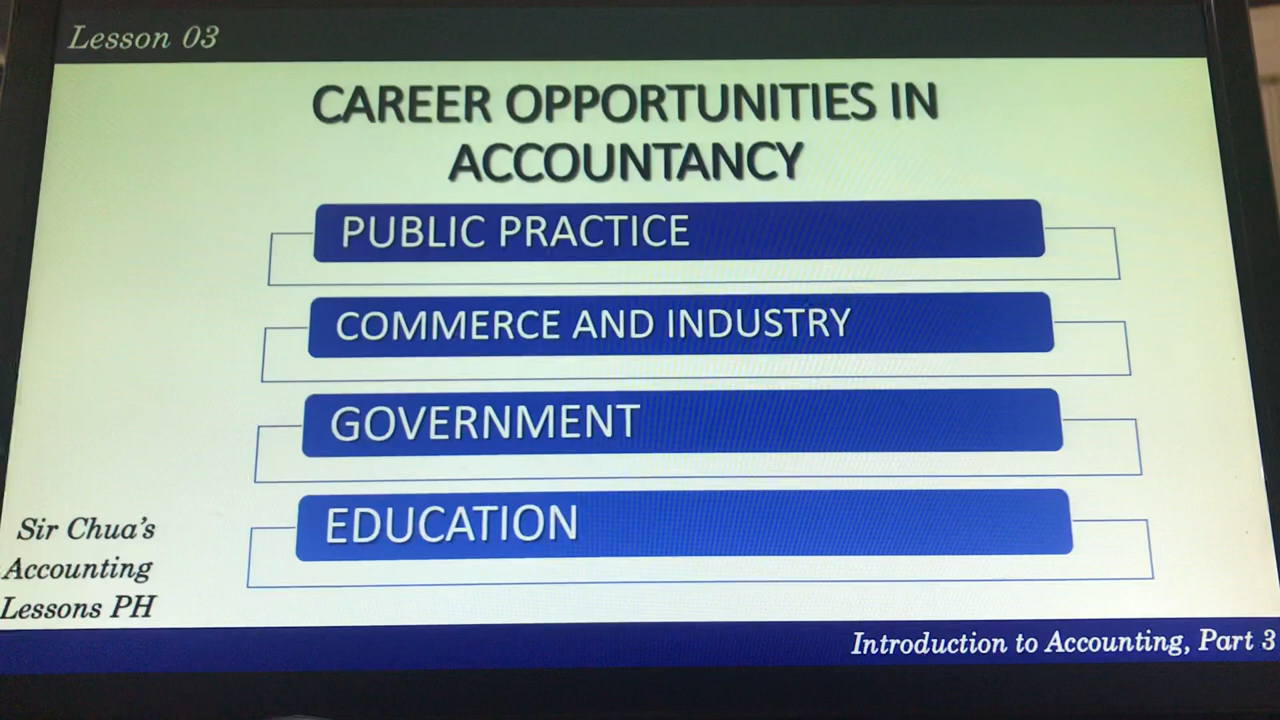 Lesson 03
CAREER OPPORTUNITIES IN
ACCOUNTANCY
PUBLIC PRACTICE
COMMERCE AND INDUSTRY
GOVERNMENT
EDUCATION
Sir Chua's
Accounting
Lessons PH
Introduction to Accounting, Part 3